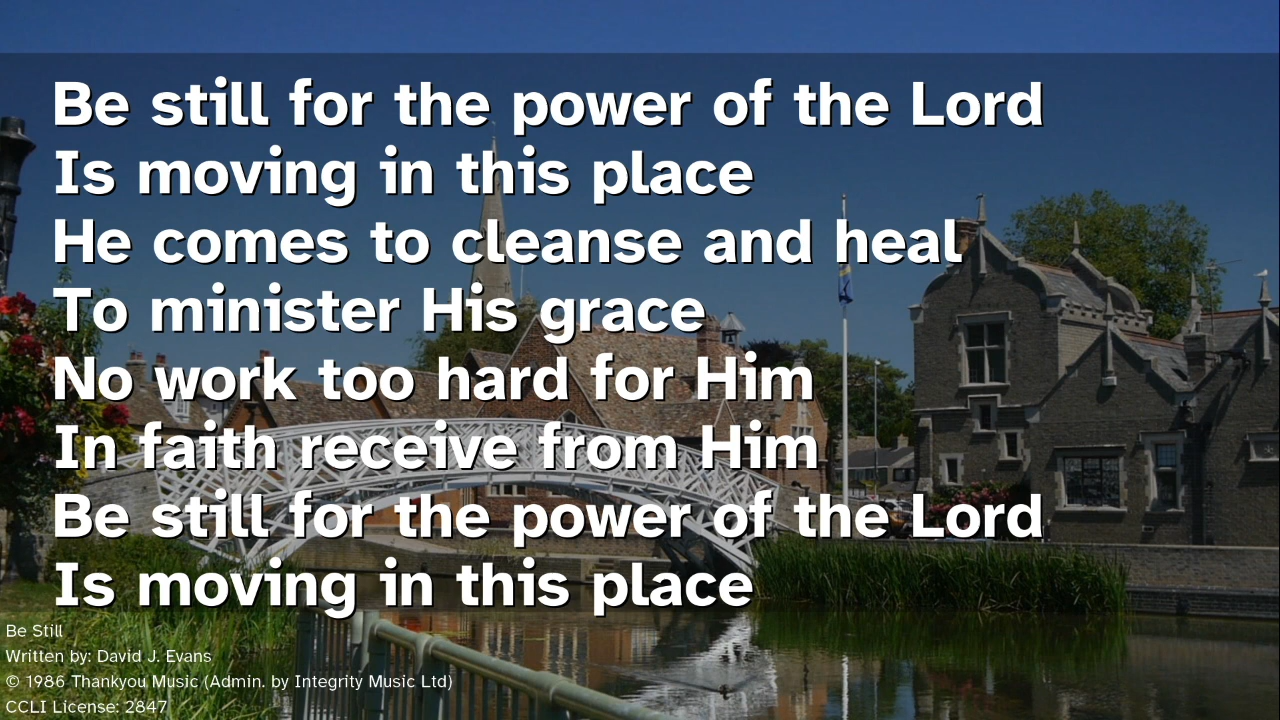 Be still for the power of the Lord
Is moving in this place
He comes to cleanse and heal
To minister His grace
No work too hard for Him
In faith receive from Him
Be still for the power of the Lord
Is moving in this place
Be Still
Written by: David J. Evans
© 1986 Thankyou Music (Admin. by Integrity Music Ltd)
CCLI License: 2847